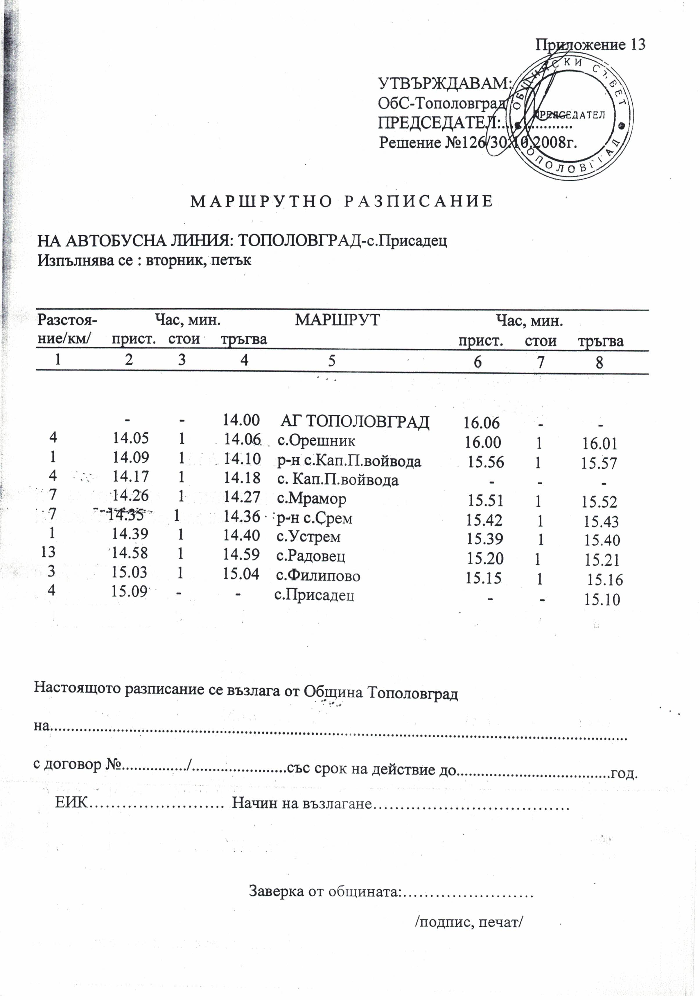 Приложение 13
УТВЪРЖДАВАМ:
ОбС-Тополовград
ПРЕДСЕДАТЕЛ:................
Решение №126/30.10.2008г.
ОБЩИНСКИ СЪВЕТ
ПРЕДСЕДАТЕЛ
ТОПОЛОВГРАД
МАРШРУТНО РАЗПИСАНИЕ
НА АВТОБУСНА ЛИНИЯ: ТОПОЛОВГРАД-с.Присадец
Изпълнява се : вторник, петък
Разстоя- Час, мин. МАРШРУТ Час, мин.
ние/км/ прист. стои тръгва прист. стои тръгва
1 2 3 4 5 6 7 8
- - 14.00 АГ ТОПОЛОВГРАД 16.06 - -
4 14.05 1 14.06 с.Орешник 16.00 1 16.01
1 14.09 1 14.10 р-н с.Кап.П.войвода 15.56 1 15.57
4 14.17 1 14.18 с. Кап.П.войвода - - -
7 14.26 1 14.27 с.Мрамор 15.51 1 15.52
7 14.35 1 14.36 р-н с.Срем 15.42 1 15.43
1 14.39 1 14.40 с.Устрем 15.39 1 15.40
13 14.58 1 14.59 с.Радовец 15.20 1 15.21
3 15.03 1 15.04 с.Филипово 15.15 1 15.16
4 15.09 - - с.Присадец - - 15.10
Настоящото разписание се възлага от Община Тополовград
на................................................................................................................................
с договор №................/.......................със срок на действие до.....................................год.
ЕИК......................... Начин на възлагане....................................
Заверка от общината:........................
/подпис, печат/